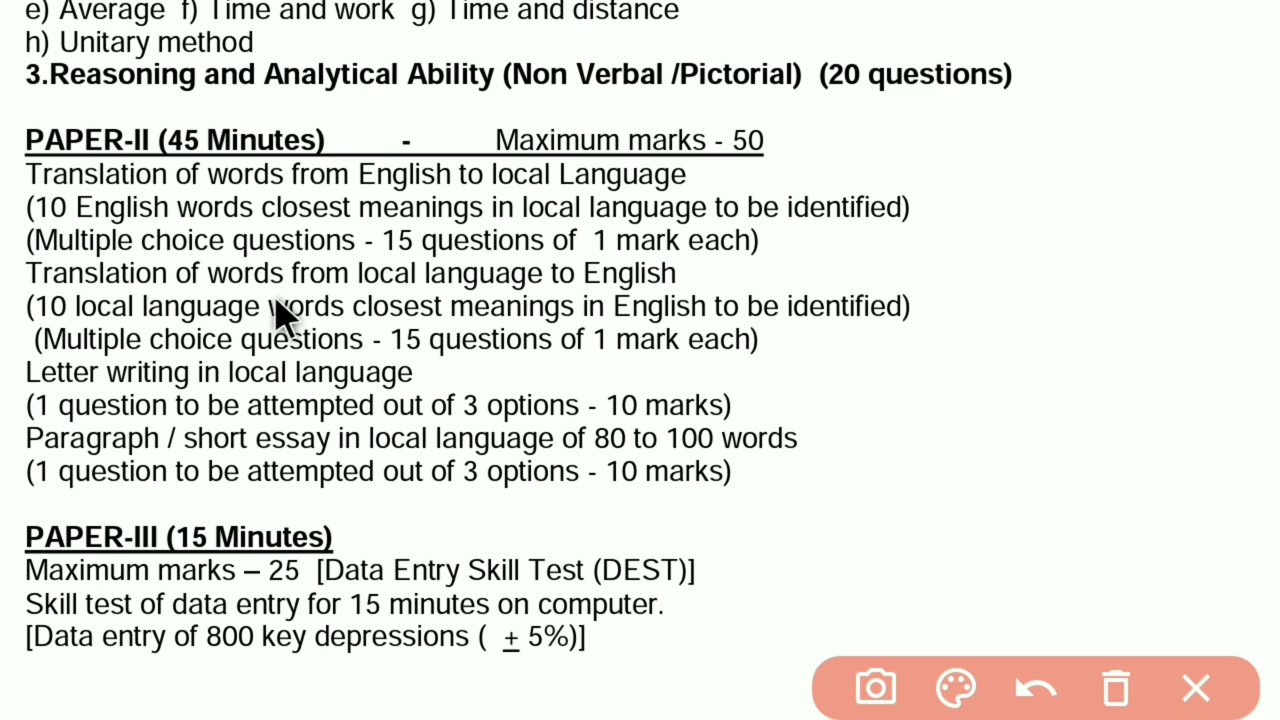 e) Average f) Time and work g) Time and distance
h) Unitary method
3.Reasoning and Analytical Ability (Non Verbal /Pictorial) (20 questions)
PAPER-II (45 Minutes) - Maximum marks - 50
Translation of words from English to local Language
(10 English words closest meanings in local language to be identified)
(Multiple choice questions - 15 questions of 1 mark each)
Translation of words from local language to English
(10 local language words closest meanings in English to be identified)
(Multiple choice questions - 15 questions of 1 mark each)
Letter writing in local language
(1 question to be attempted out of 3 options - 10 marks)
Paragraph / short essay in local language of 80 to 100 words
(1 question to be attempted out of 3 options - 10 marks)
PAPER-III (15 Minutes)
Maximum marks – 25 [Data Entry Skill Test (DEST)]
Skill test of data entry for 15 minutes on computer.
[Data entry of 800 key depressions ( ± 5%)]